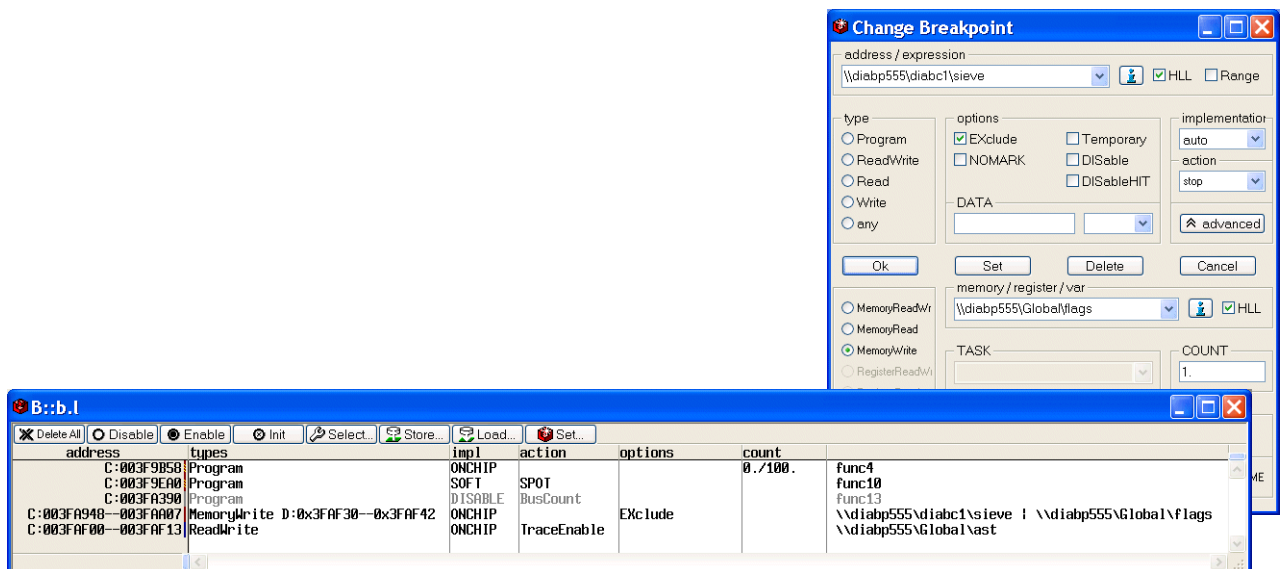 Change Breakpoint
address / expression
\\diabp555\diabc1\sieve
HLL Range
type options implementation
Program EXclude Temporary auto
ReadWrite NOMARK DISable action
Read DISableHIT stop
Write DATA
any advanced
Ok Set Delete Cancel
memory / register / var
MemoryReadWr \\diabp555\Global\flags HLL
MemoryRead
MemoryWrite TASK COUNT
RegisterReadWr 1.
B::b.l
Delete All Disable Enable Init Select... Store... Load... Set...
address types impl action options count
C:003F9B58 Program ONCHIP 0./100. func4
C:003F9EA0 Program SOFT SPOT func10
C:003FA390 Program DISABLE BusCount func13
C:003FA948--003FAA07 MemoryWrite D:0x3FAF30--0x3FAF42 ONCHIP EXclude \\diabp555\diabc1\sieve | \\diabp555\Global\flags
C:003FAF00--003FAF13 ReadWrite ONCHIP TraceEnable \\diabp555\Global\ast
ME